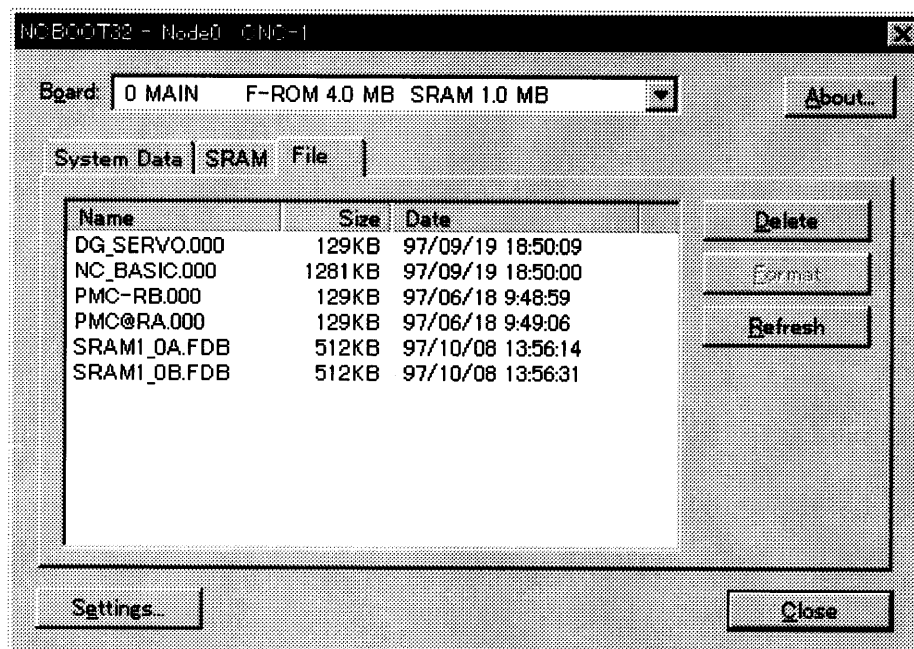 NCBOOT32 - Node0 CNC-1
Board: 0 MAIN F-ROM 4.0 MB SRAM 1.0 MB About...
System Data SRAM File
Name Size Date
DG_SERVO.000 129KB 97/09/19 18:50:09
NC_BASIC.000 1281KB 97/09/19 18:50:00
PMC-RB.000 129KB 97/06/18 9:48:59
PMC@RA.000 129KB 97/06/18 9:49:06
SRAM1_0A.FDB 512KB 97/10/08 13:56:14
SRAM1_0B.FDB 512KB 97/10/08 13:56:31
Delete
Format
Refresh
Settings...
Close